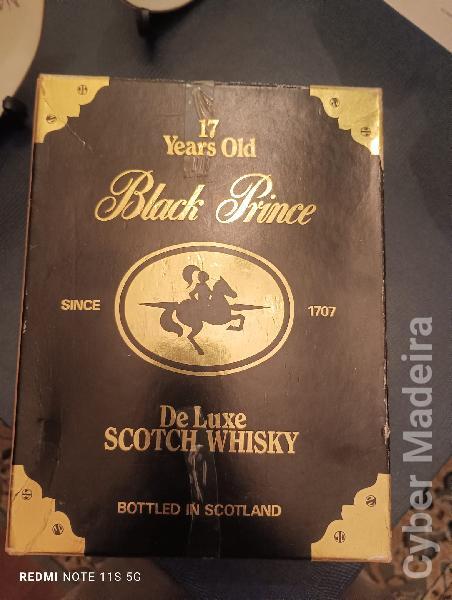 17
Years Old
Black Prince
SINCE 1707
De Luxe
SCOTCH WHISKY
BOTTLED IN SCOTLAND
REDMI NOTE 11S 5G
Cyber Madeira